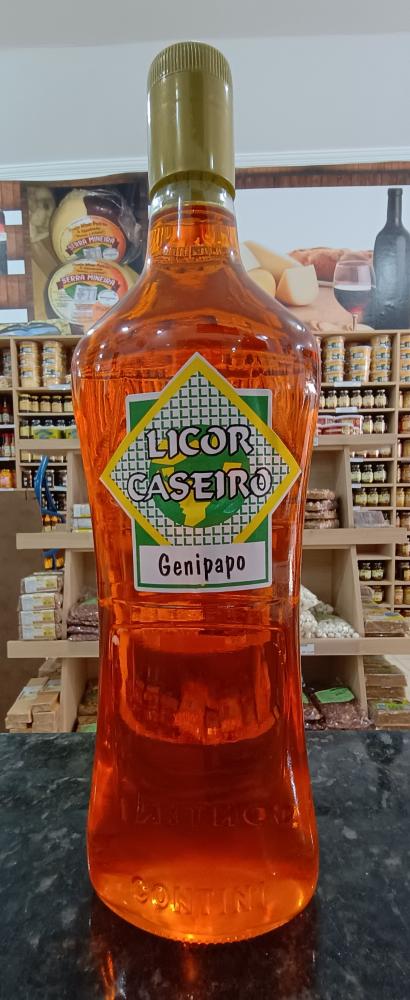 SERRA MINEIRA
SERRA MINEIRA
LICOR
CASEIRO
Genipapo
CONTINI